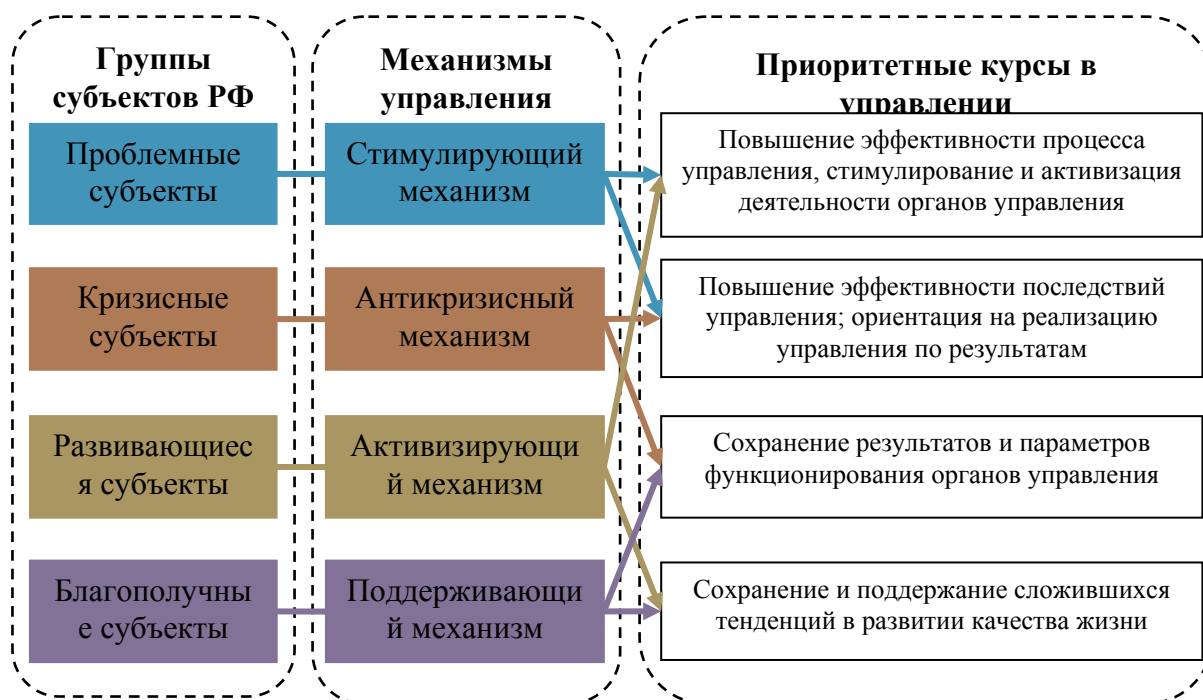 Группы
субъектов РФ
Механизмы
управления
Приоритетные курсы в
управлении
Проблемные
субъекты
Стимулирующий
механизм
Повышение эффективности процесса
управления, стимулирование и активизация
деятельности органов управления
Кризисные
субъекты
Антикризисный
механизм
Повышение эффективности последствий
управления; ориентация на реализацию
управления по результатам
Развивающиес
я субъекты
Активизирующи
й механизм
Сохранение результатов и параметров
функционирования органов управления
Благополучны
е субъекты
Поддерживающи
й механизм
Сохранение и поддержание сложившихся
тенденций в развитии качества жизни